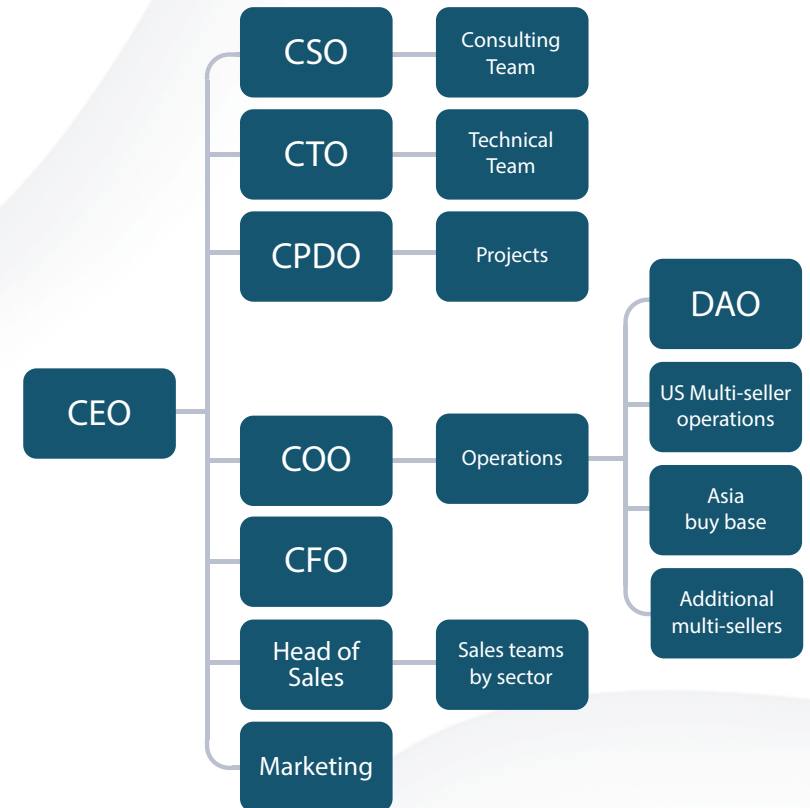 CSO
Consulting
Team
CTO
Technical
Team
CPDO
Projects
DAO
CEO
US Multi-seller
operations
COO
Operations
Asia
buy base
CFO
Additional
multi-sellers
Head of
Sales
Sales teams
by sector
Marketing